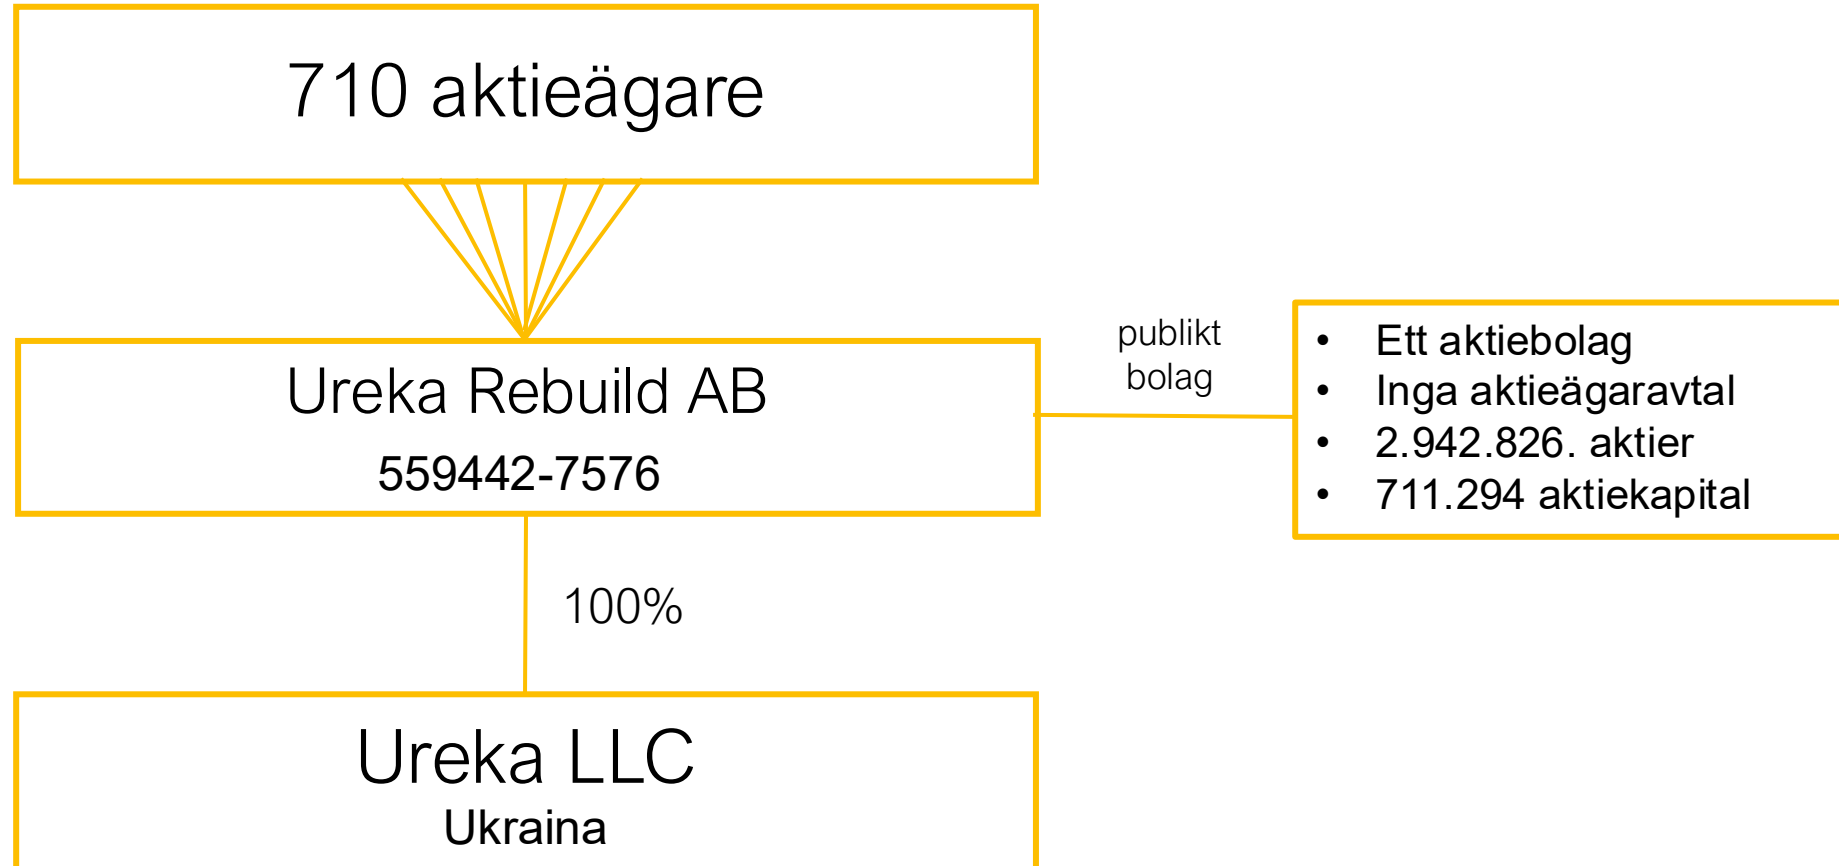 710 aktieägare
Ureka Rebuild AB
559442-7576
publikt
bolag
• Ett aktiebolag
• Inga aktieägaravtal
• 2.942.826. aktier
• 711.294 aktiekapital
100%
Ureka LLC
Ukraina